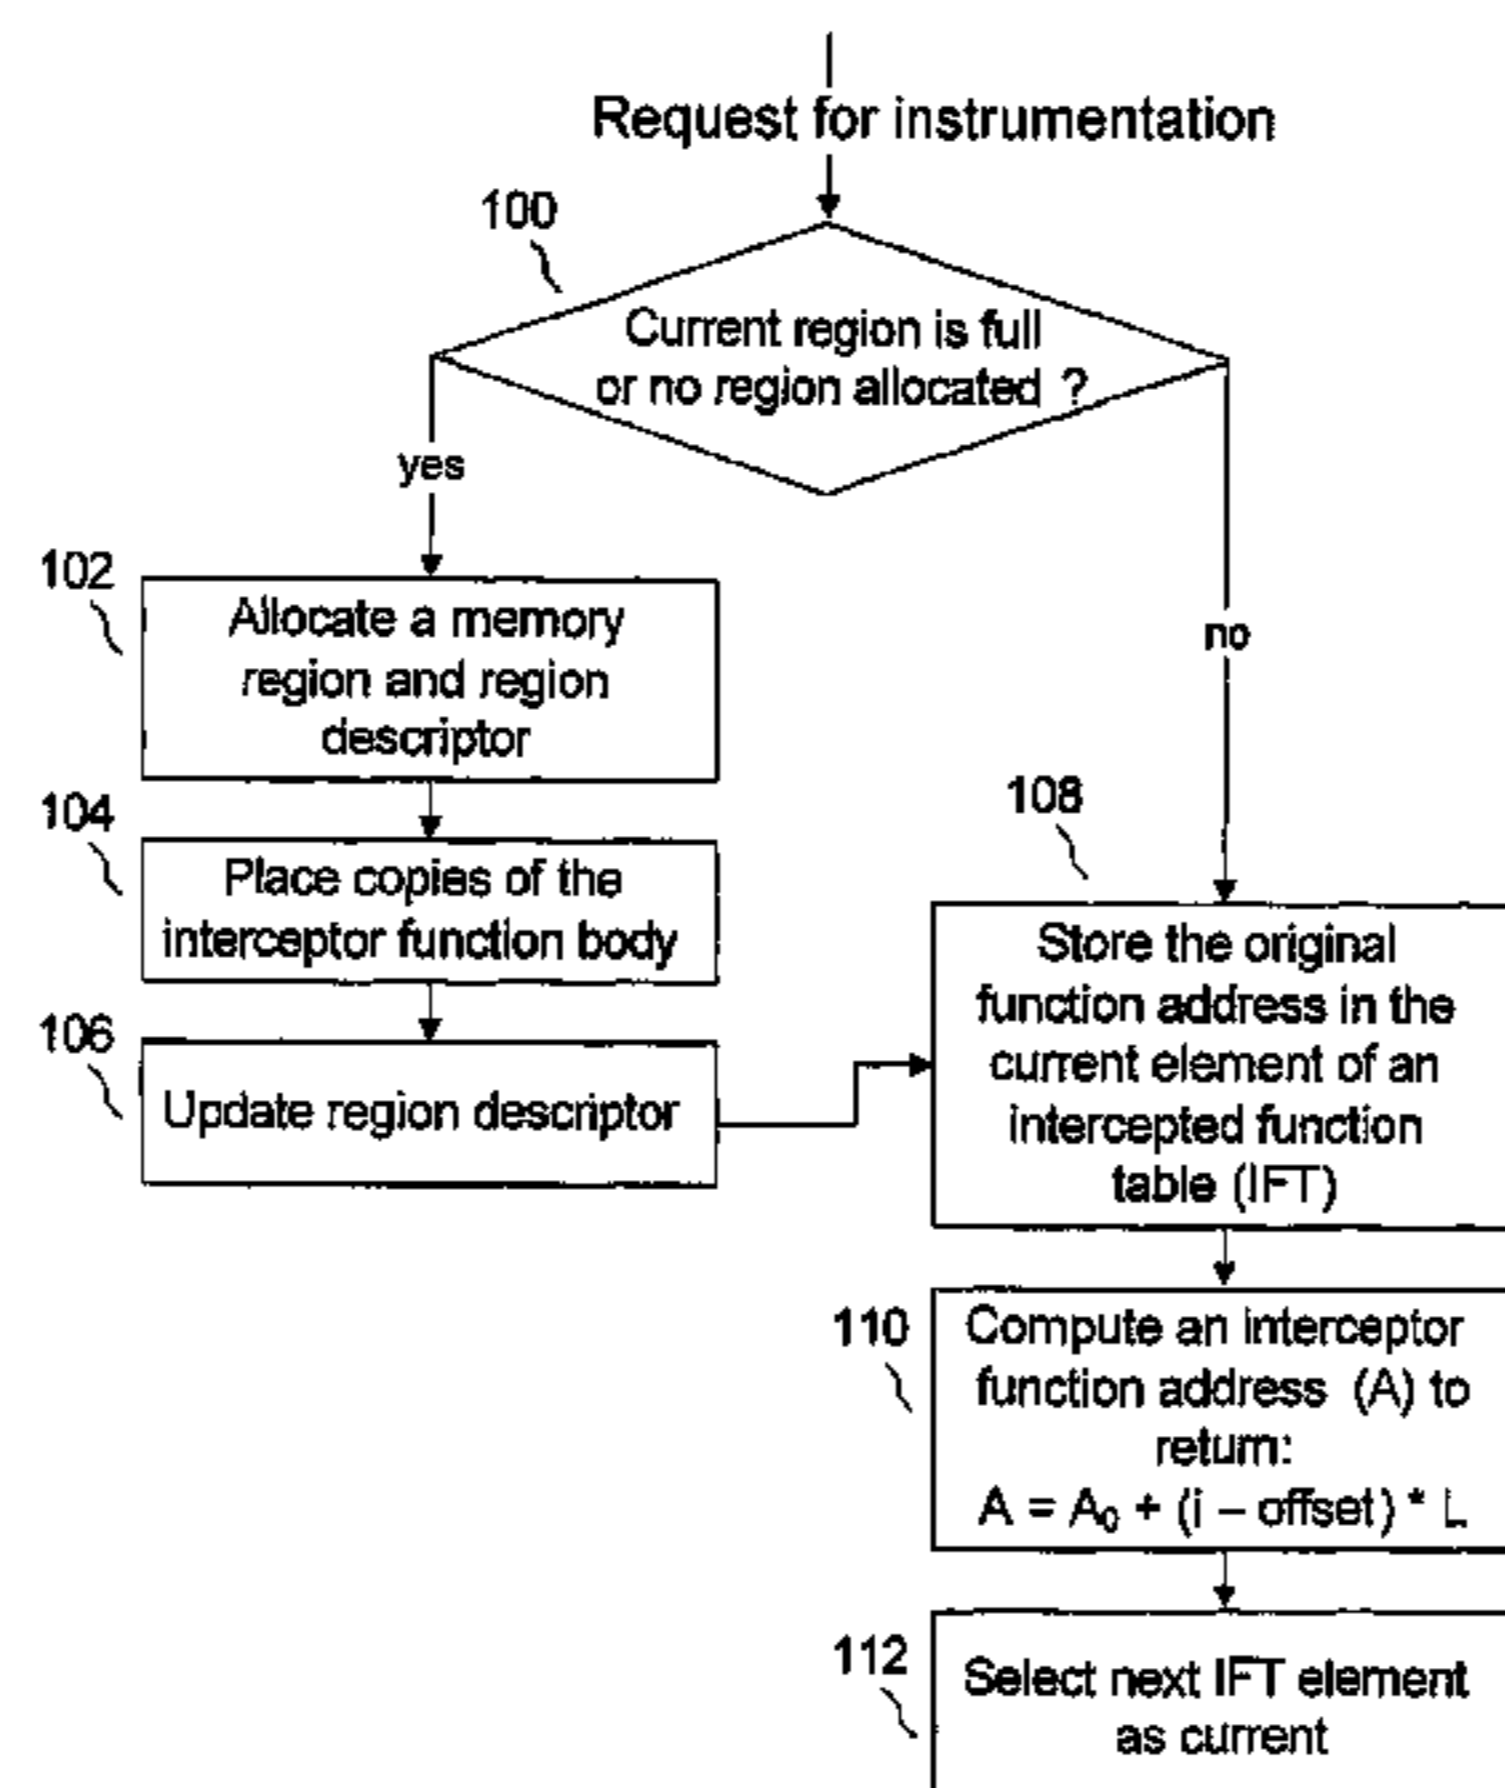 Request for instrumentation
100
Current region is full
or no region allocated ?
yes
no
102
Allocate a memory
region and region
descriptor
104
Place copies of the
interceptor function body
106
Update region descriptor
108
Store the original
function address in the
current element of an
intercepted function
table (IFT)
110
Compute an interceptor
function address (A) to
return:
A = A₀ + (i – offset) * L
112
Select next IFT element
as current